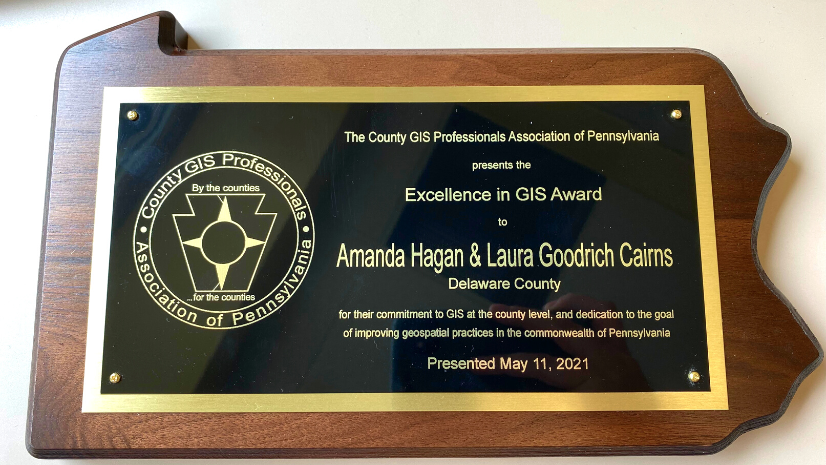 County GIS Professionals
Association of Pennsylvania
By the counties
...for the counties
The County GIS Professionals Association of Pennsylvania
presents the
Excellence in GIS Award
to
Amanda Hagan & Laura Goodrich Cairns
Delaware County
for their commitment to GIS at the county level, and dedication to the goal
of improving geospatial practices in the commonwealth of Pennsylvania
Presented May 11, 2021